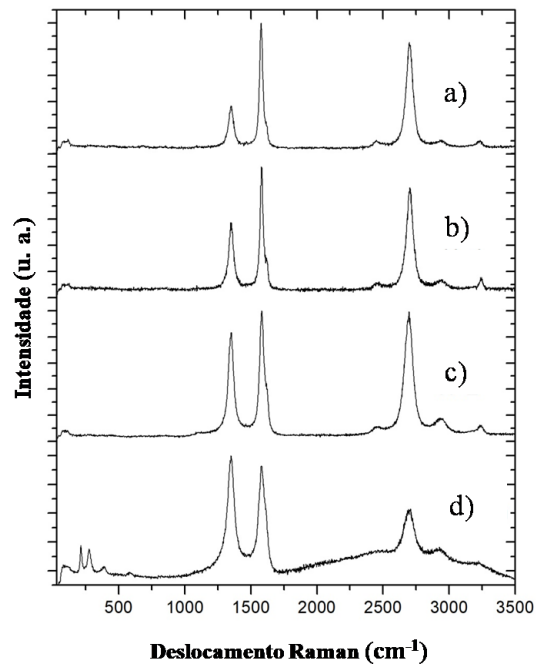 a)
b)
c)
d)
Intensidade (u. a.)
500 1000 1500 2000 2500 3000 3500
Deslocamento Raman (cm⁻¹)